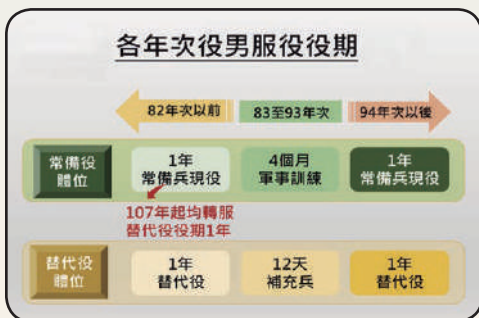 各年次役男服役役期
82年次以前
83至93年次
94年次以後
常備役
體位
1年
常備兵現役
4個月
軍事訓練
1年
常備兵現役
107年起均轉服
替代役役期1年
替代役
體位
1年
替代役
12天
補充兵
1年
替代役